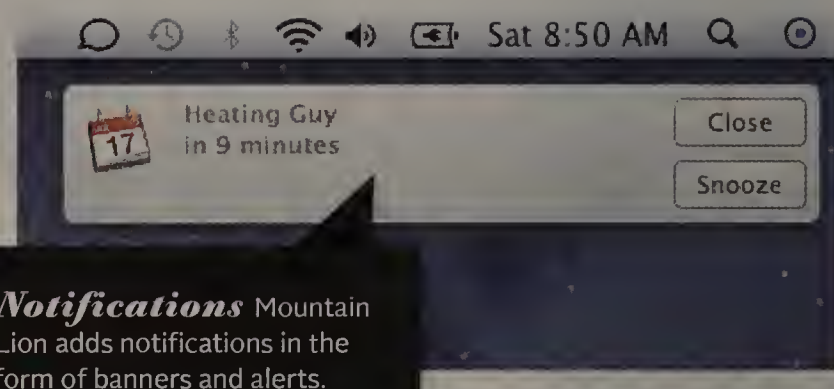 Sat 8:50 AM
JUL
17
Heating Guy
in 9 minutes
Close
Snooze
Notifications Mountain
Lion adds notifications in the
form of banners and alerts.